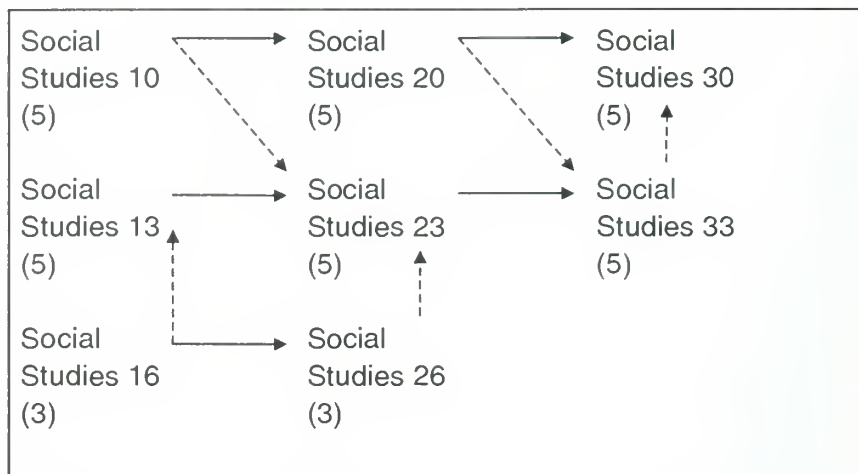 Social
Studies 10
(5)
Social
Studies 20
(5)
Social
Studies 30
(5)
Social
Studies 13
(5)
Social
Studies 23
(5)
Social
Studies 33
(5)
Social
Studies 16
(3)
Social
Studies 26
(3)